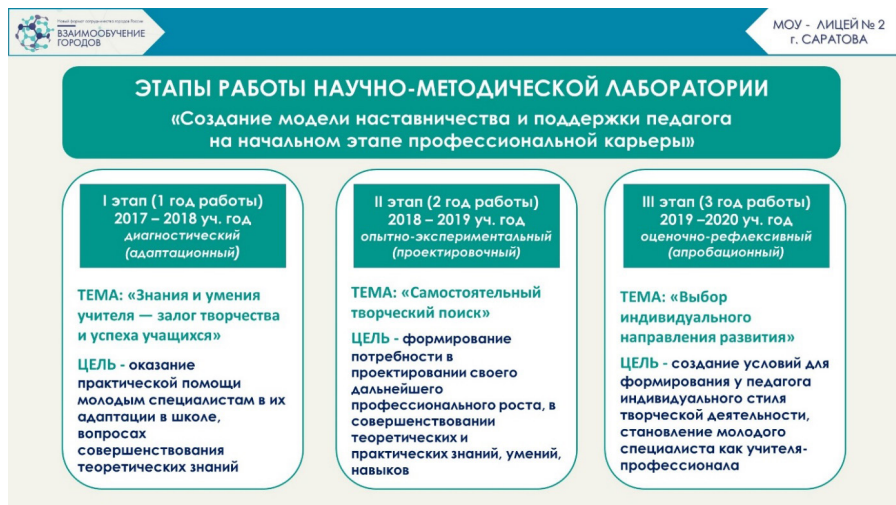 Новый формат сотрудничества городов России
ВЗАИМООБУЧЕНИЕ
ГОРОДОВ
МОУ - ЛИЦЕЙ № 2
г. САРАТОВА
ЭТАПЫ РАБОТЫ НАУЧНО-МЕТОДИЧЕСКОЙ ЛАБОРАТОРИИ
«Создание модели наставничества и поддержки педагога
на начальном этапе профессиональной карьеры»
I этап (1 год работы)
2017 – 2018 уч. год
диагностический
(адаптационный)
ТЕМА: «Знания и умения
учителя — залог творчества
и успеха учащихся»
ЦЕЛЬ - оказание
практической помощи
молодым специалистам в их
адаптации в школе,
вопросах
совершенствования
теоретических знаний
II этап (2 год работы)
2018 – 2019 уч. год
опытно-экспериментальный
(проектировочный)
ТЕМА: «Самостоятельный
творческий поиск»
ЦЕЛЬ - формирование
потребности в
проектировании своего
дальнейшего
профессионального роста, в
совершенствовании
теоретических и
практических знаний, умений,
навыков
III этап (3 год работы)
2019 –2020 уч. год
оценочно-рефлексивный
(апробационный)
ТЕМА: «Выбор
индивидуального
направления развития»
ЦЕЛЬ - создание условий для
формирования у педагога
индивидуального стиля
творческой деятельности,
становление молодого
специалиста как учителя-
профессионала